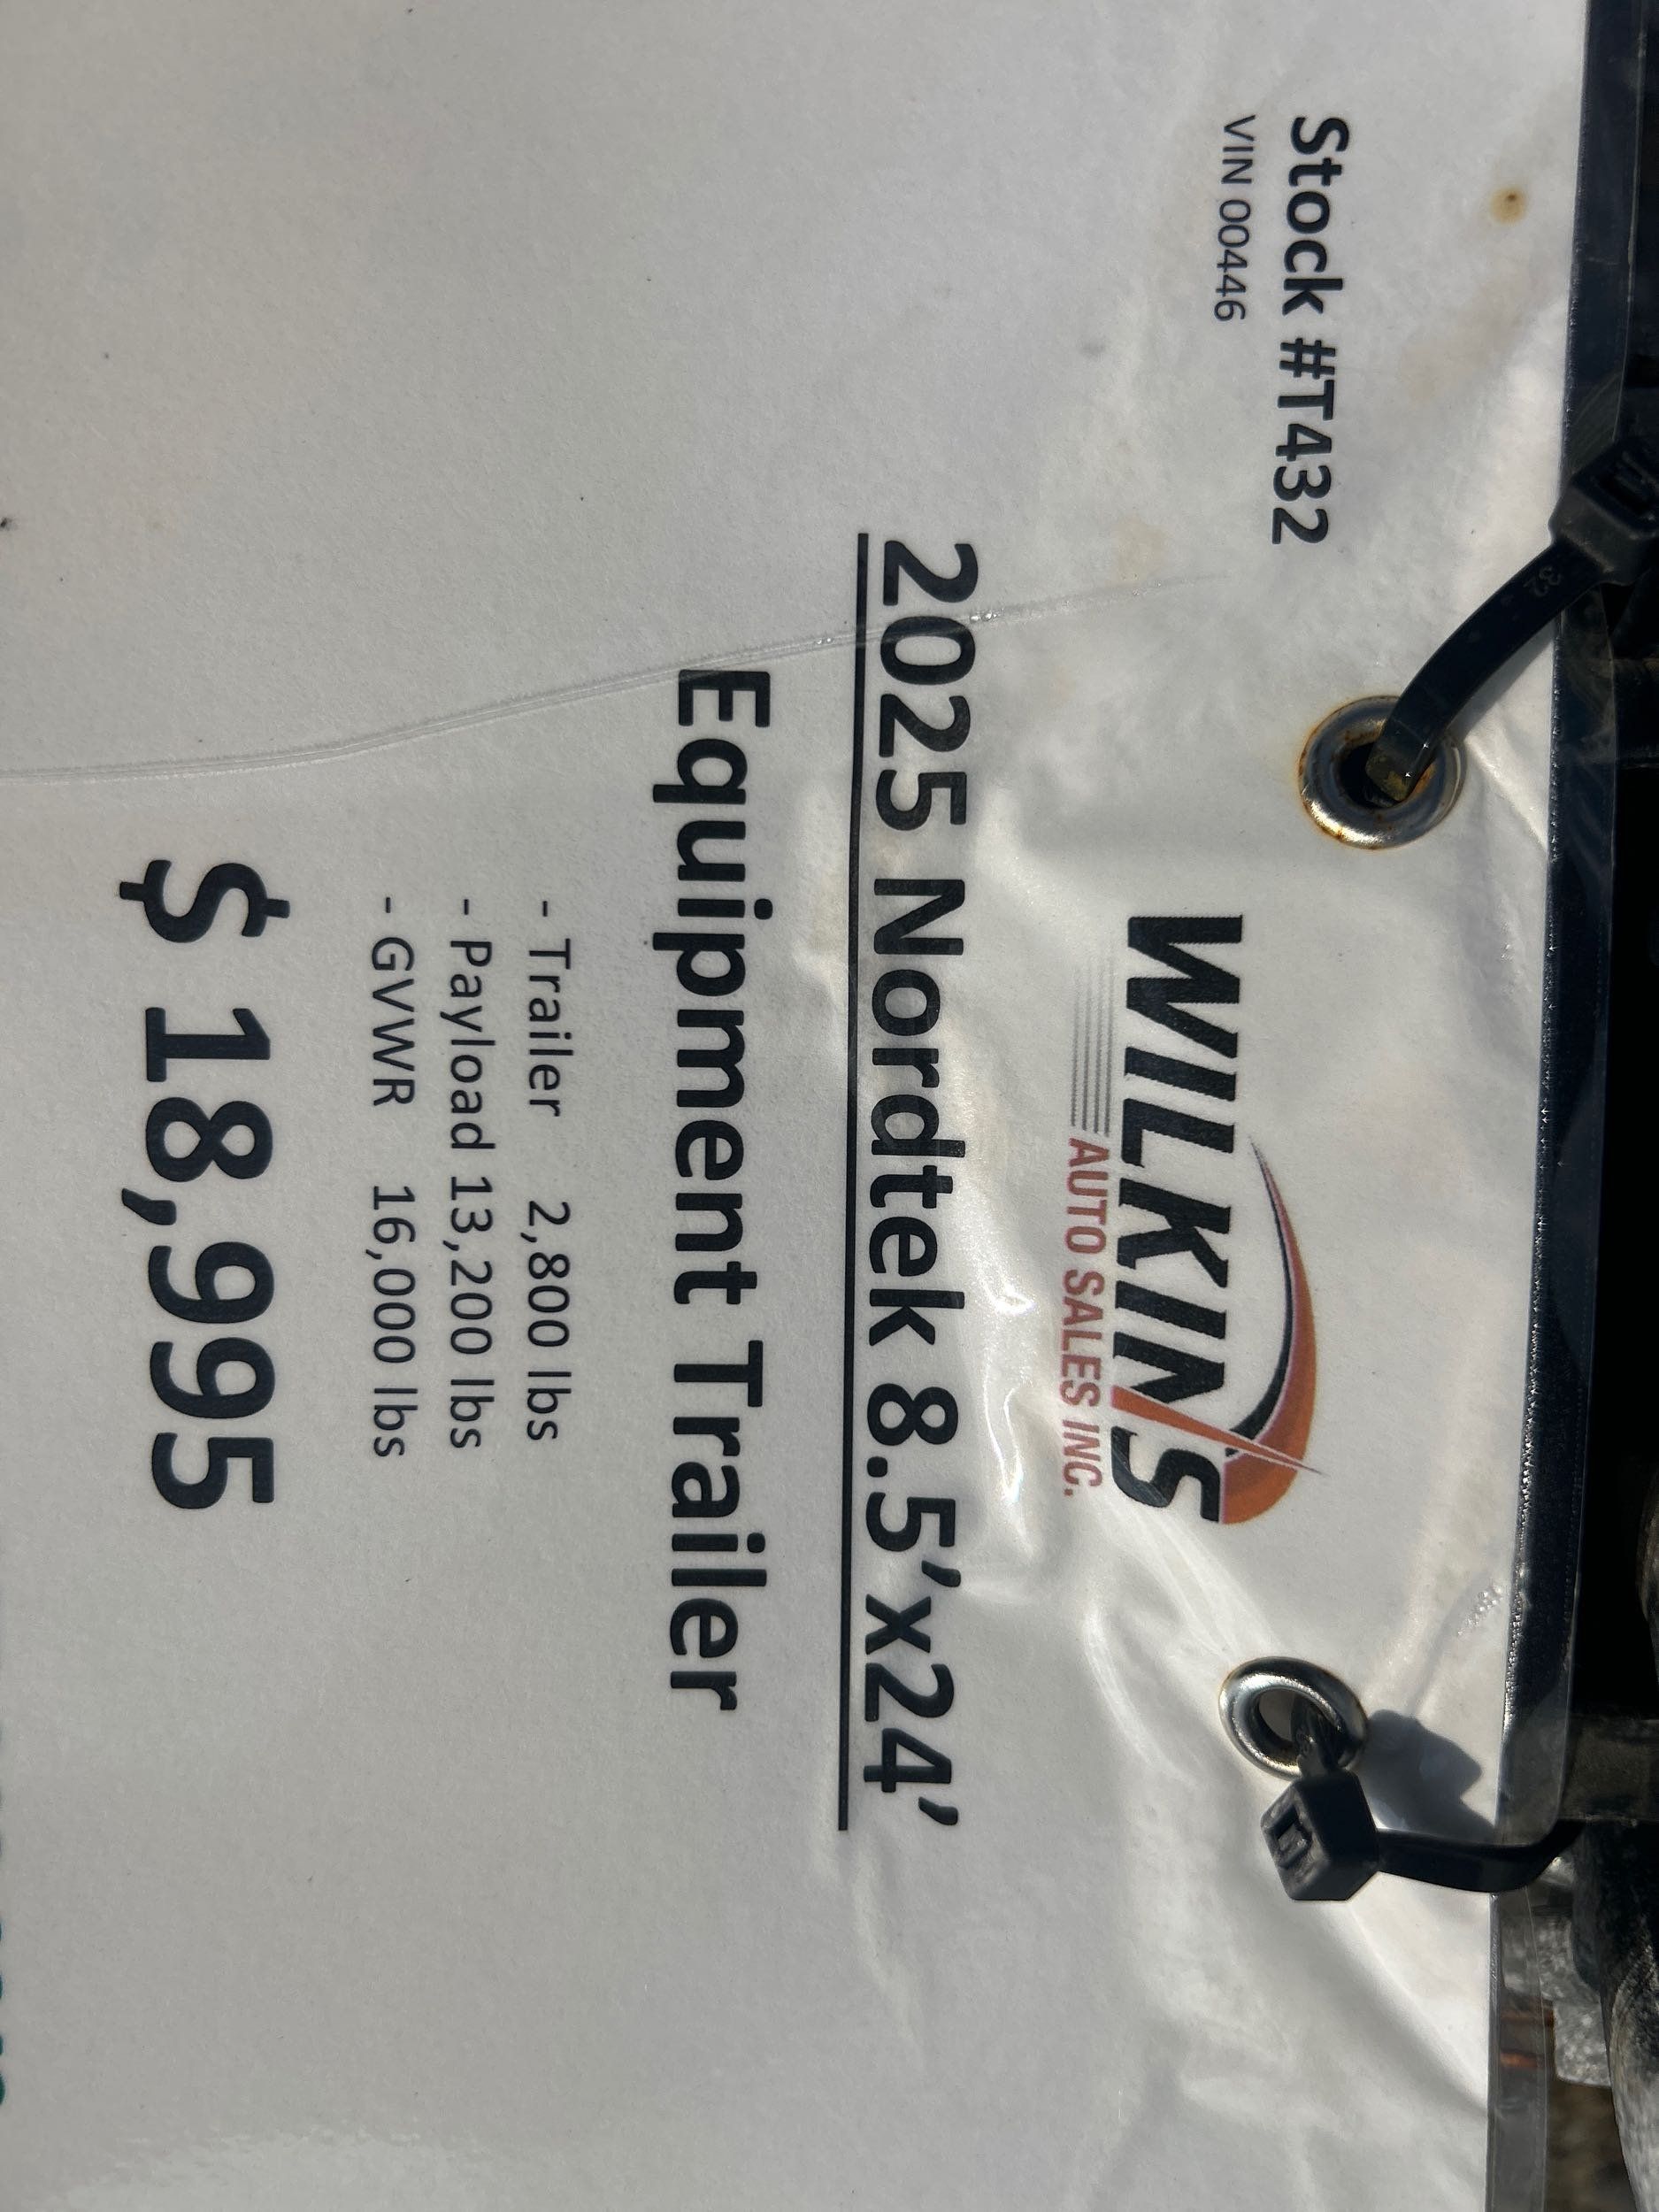 Stock #T432
VIN 00446
WILKINS
AUTO SALES INC.
2025 Nordtek 8.5’x24’
Equipment Trailer
- Trailer 2,800 lbs
- Payload 13,200 lbs
- GVWR 16,000 lbs
$ 18,995